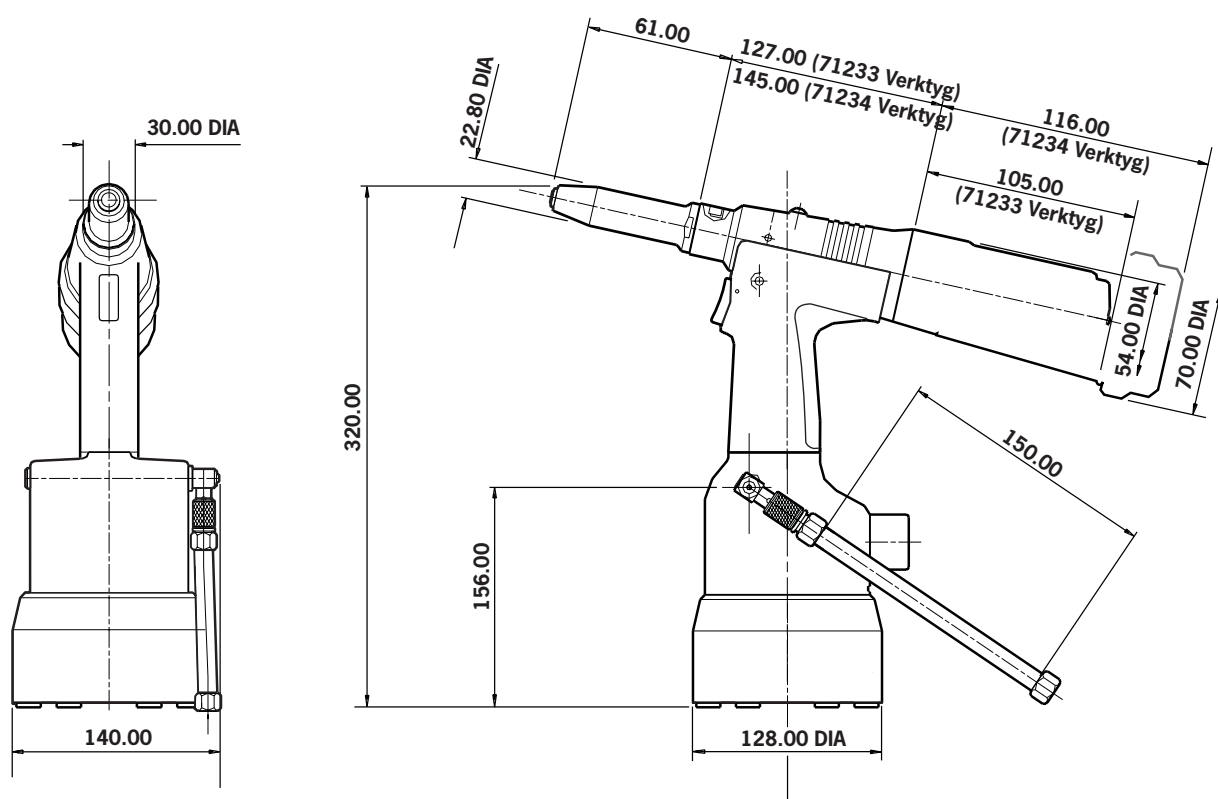 61.00
127.00 (71233 Verktyg)
145.00 (71234 Verktyg)
22.80 DIA
30.00 DIA
116.00
(71234 Verktyg)
105.00
(71233 Verktyg)
54.00 DIA
70.00 DIA
320.00
150.00
156.00
140.00
128.00 DIA